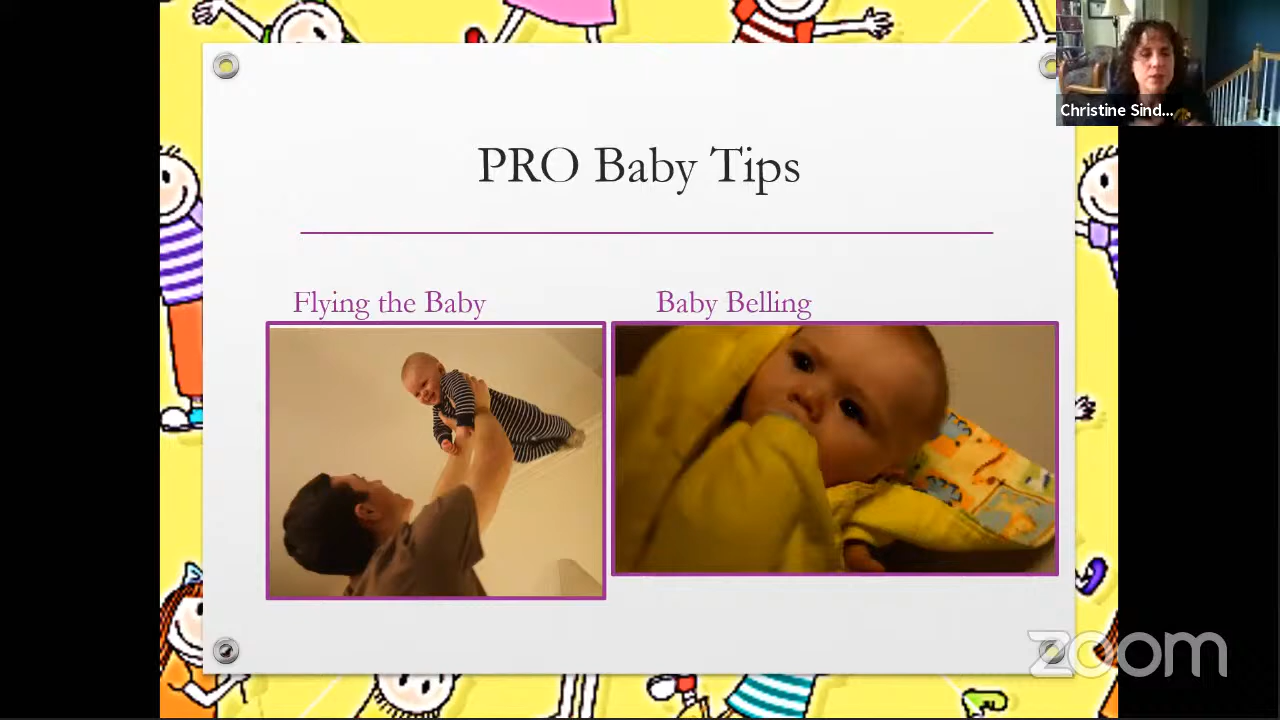 PRO Baby Tips
Flying the Baby
Baby Belling
Christine Sind...
zoom